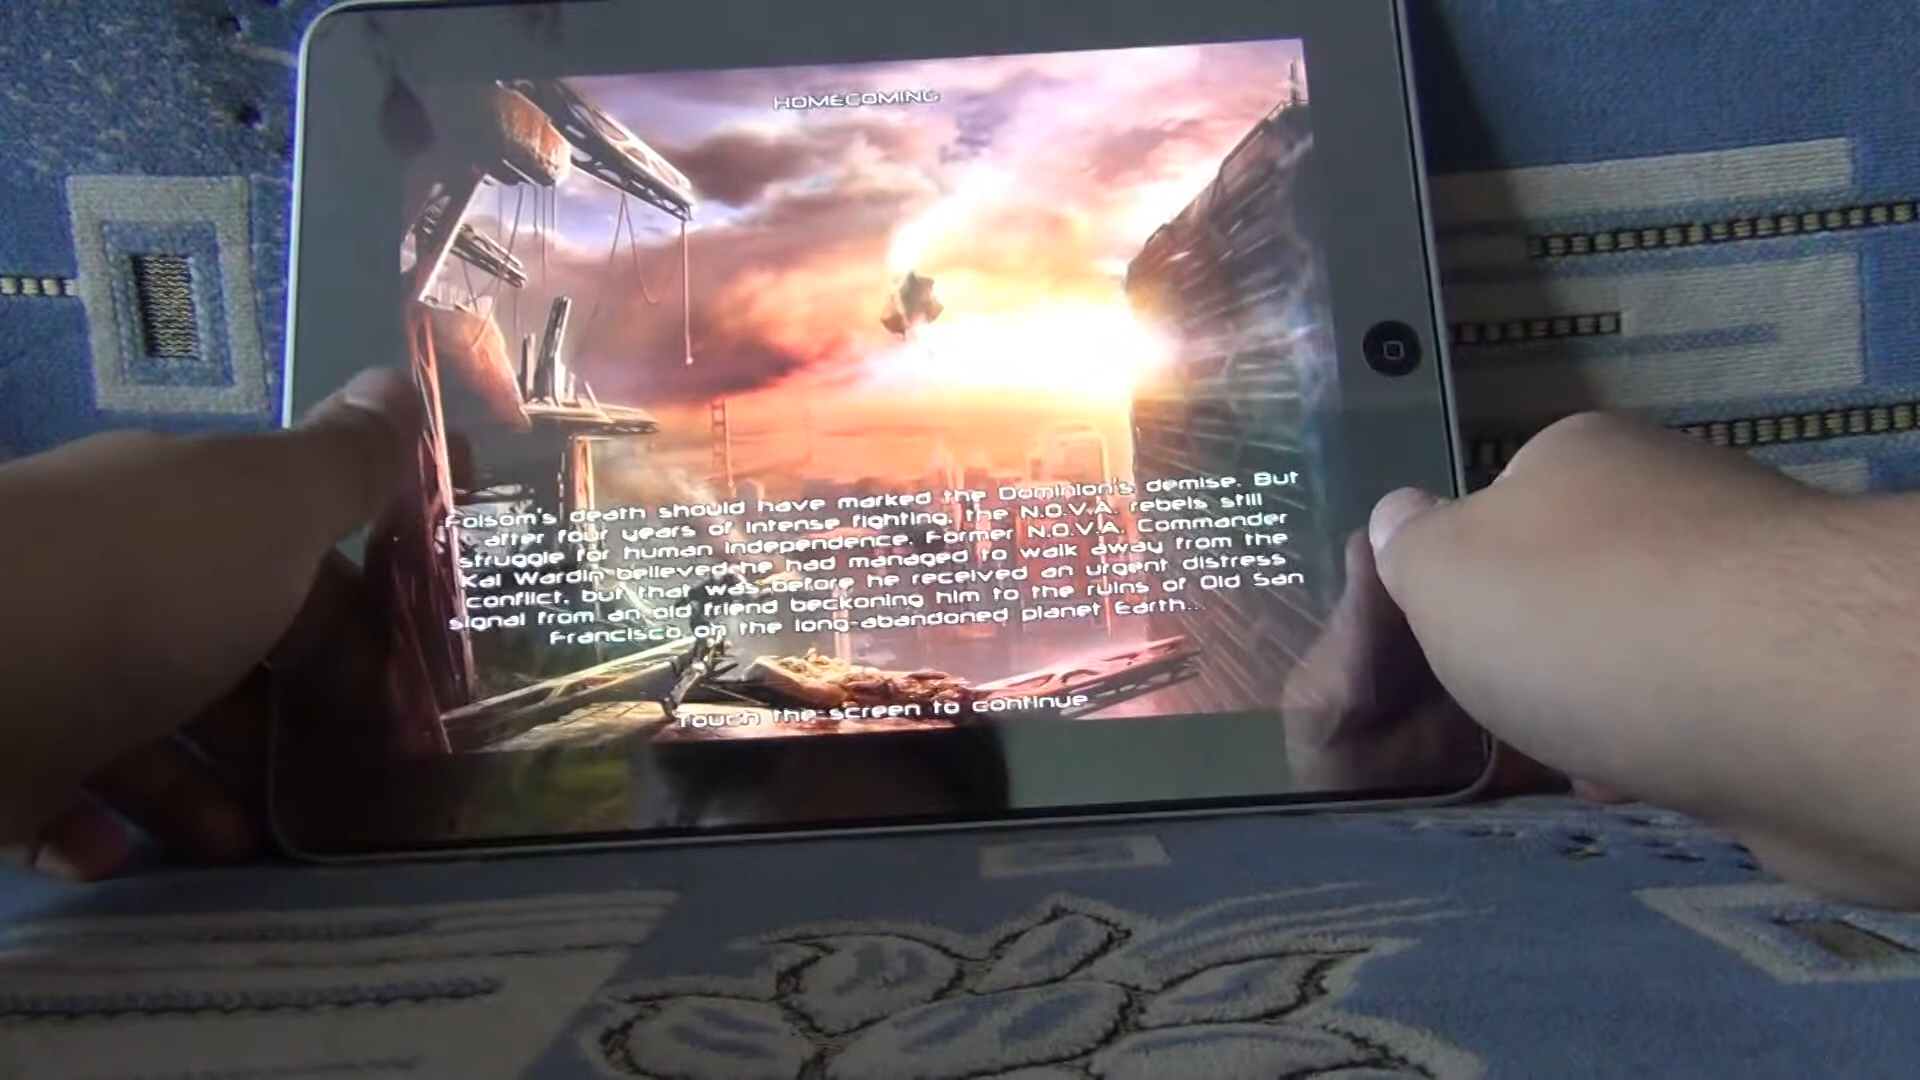 HOMECOMING
Folsom's death should have marked the Dominion's demise. But
after four years of intense fighting, the N.O.V.A. rebels still
struggle for human independence. Former N.O.V.A. Commander
Kal Wardin believed he had managed to walk away from the
conflict, but that was before he received an urgent distress
signal from an old friend beckoning him to the ruins of Old San
Francisco on the long-abandoned planet Earth...
Touch the screen to continue